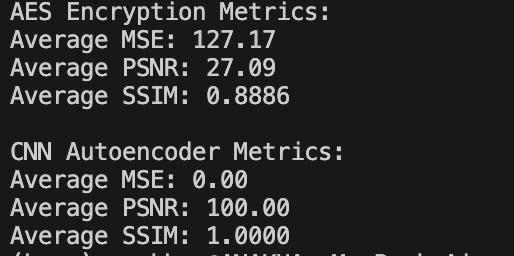 AES Encryption Metrics:
Average MSE: 127.17
Average PSNR: 27.09
Average SSIM: 0.8886
CNN Autoencoder Metrics:
Average MSE: 0.00
Average PSNR: 100.00
Average SSIM: 1.0000